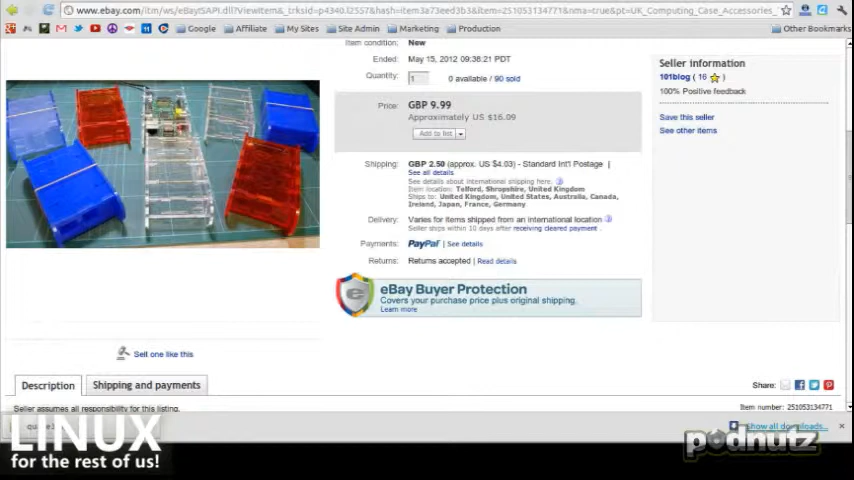 www.ebay.com/itm/ws/eBayISAPI.dll?ViewItem&_trksid=p4340.l2557&hash=item3a73eed3b3&item=251053134771&nma=true&pt=UK_Computing_Case_Accessories_
Google Affiliate My Sites Site Admin Marketing Production Other Bookmarks
Item condition: New
Ended: May 15, 2012 09:38:21 PDT
Quantity: 1 0 available / 90 sold
Price: GBP 9.99
Approximately US $16.09
Add to list
Shipping: GBP 2.50 (approx. US $4.03) - Standard Int'l Postage |
See all details
See details about international shipping here.
Item location: Telford, Shropshire, United Kingdom
Ships to: United Kingdom, United States, Australia, Canada,
Ireland, Japan, France, Germany
Delivery: Varies for items shipped from an international location
Seller ships within 10 days after receiving cleared payment.
Payments: PayPal | See details
Returns: Returns accepted | Read details
eBay Buyer Protection
Covers your purchase price plus original shipping.
Learn more
Seller information
101blog ( 16 )
100% Positive feedback
Save this seller
See other items
Sell one like this
Description Shipping and payments
Share:
Seller assumes all responsibility for this listing.
Item number: 251053134771
Show all downloads...
LINUX
for the rest of us!
podnutz